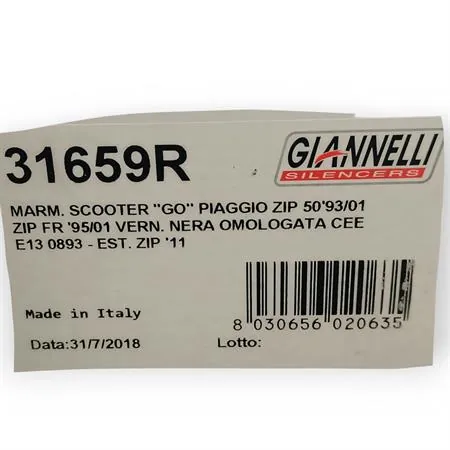 31659R
GIANNELLI
SILENCERS
MARM. SCOOTER "GO" PIAGGIO ZIP 50'93/01
ZIP FR '95/01 VERN. NERA OMOLOGATA CEE
E13 0893 - EST. ZIP '11
Made in Italy
8 030656 020635
Data:31/7/2018
Lotto: